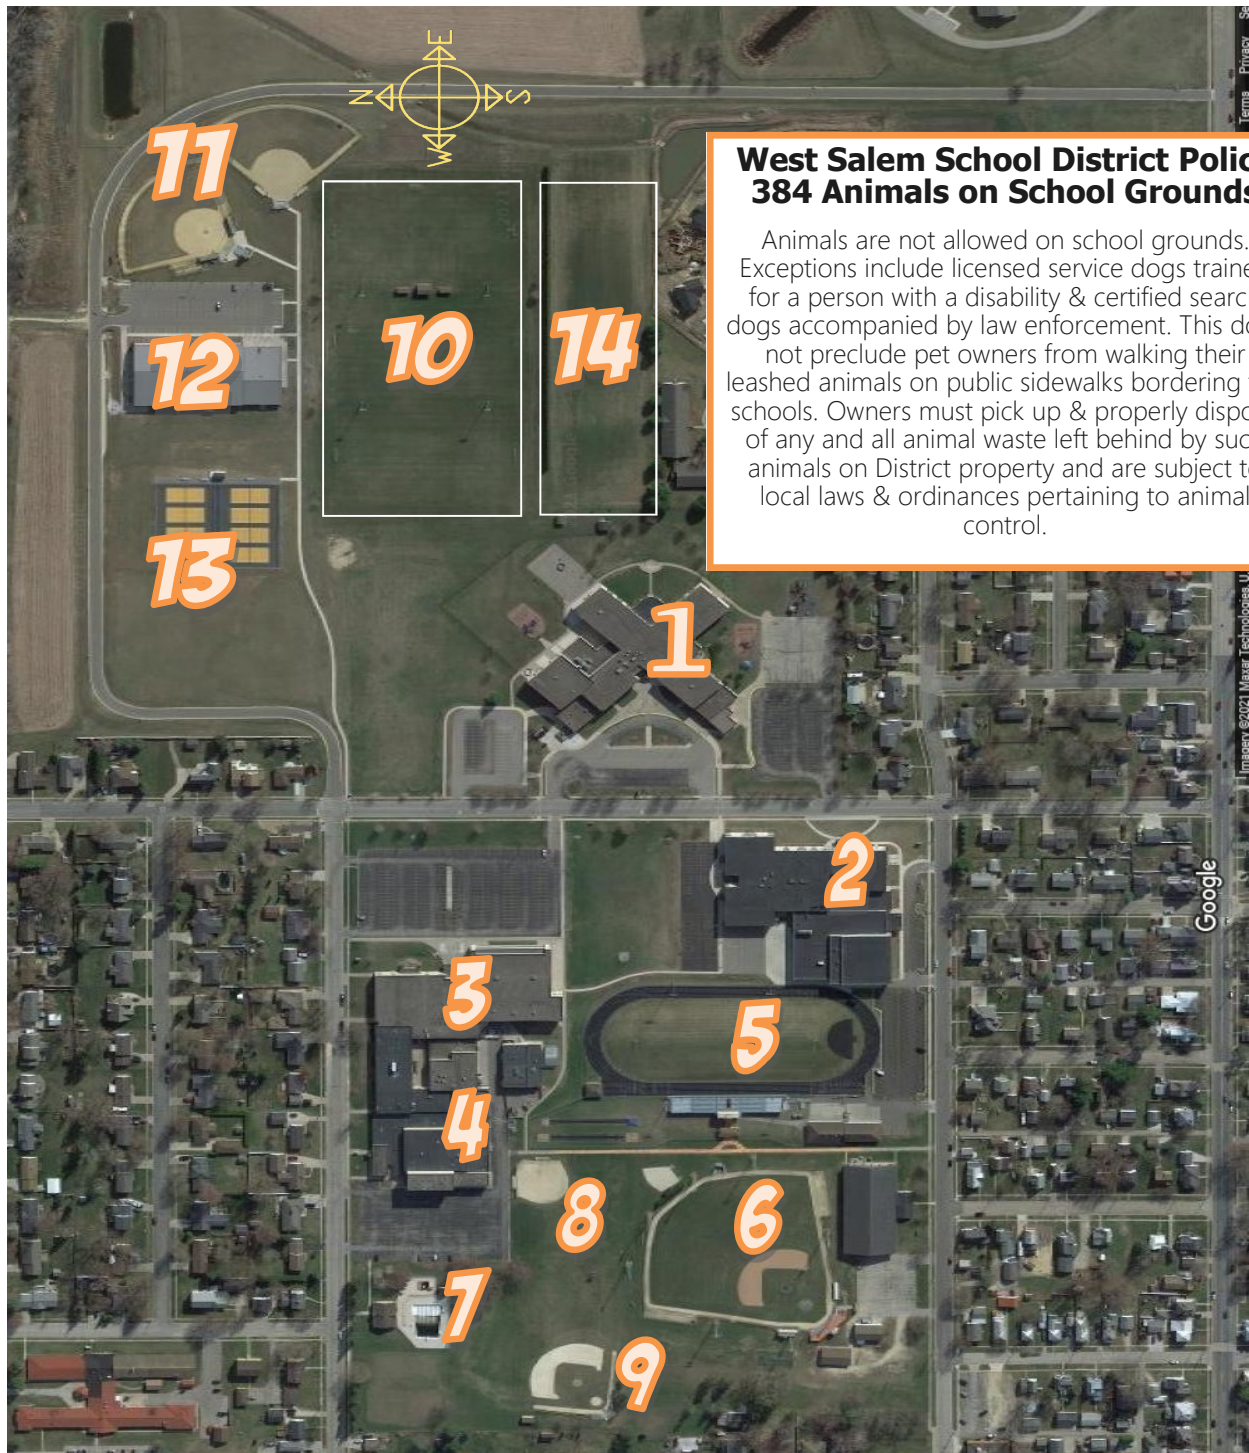 E
N
S
W
Terms
Privacy
11
West Salem School District Polic
384 Animals on School Grounds
Animals are not allowed on school grounds.
Exceptions include licensed service dogs traine
for a person with a disability & certified searc
dogs accompanied by law enforcement. This do
not preclude pet owners from walking their
leashed animals on public sidewalks bordering
schools. Owners must pick up & properly dispo
of any and all animal waste left behind by suc
animals on District property and are subject t
local laws & ordinances pertaining to animal
control.
10
14
12
13
1
Imagery ©2021 Maxar Technologies, U
2
Google
3
5
4
8
6
7
9